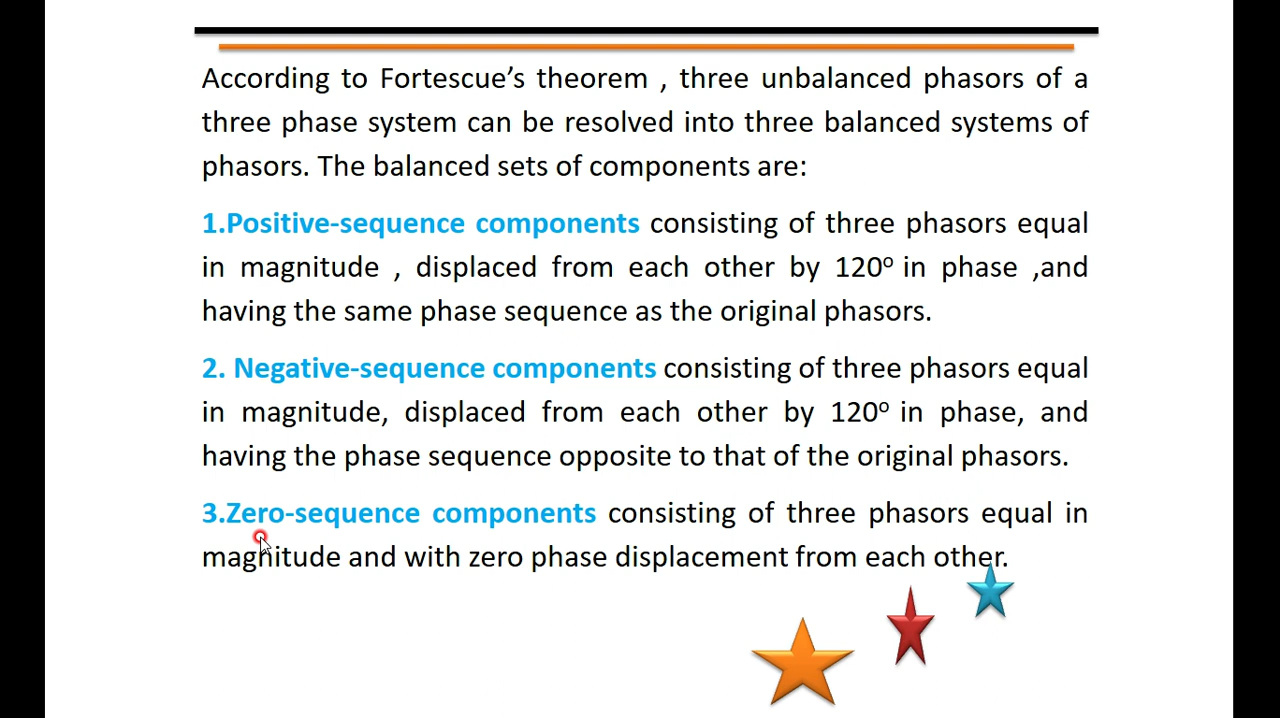 According to Fortescue’s theorem , three unbalanced phasors of a
three phase system can be resolved into three balanced systems of
phasors. The balanced sets of components are:
1.Positive-sequence components consisting of three phasors equal
in magnitude , displaced from each other by 120º in phase ,and
having the same phase sequence as the original phasors.
2. Negative-sequence components consisting of three phasors equal
in magnitude, displaced from each other by 120º in phase, and
having the phase sequence opposite to that of the original phasors.
3.Zero-sequence components consisting of three phasors equal in
magnitude and with zero phase displacement from each other.